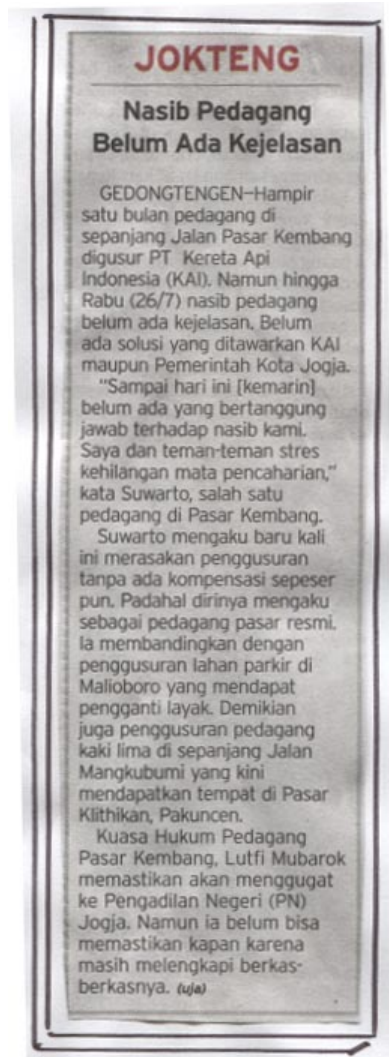 JOKTENG
Nasib Pedagang
Belum Ada Kejelasan
GEDONGTENGEN—Hampir
satu bulan pedagang di
sepanjang Jalan Pasar Kembang
digusur PT Kereta Api
Indonesia (KAI). Namun hingga
Rabu (26/7) nasib pedagang
belum ada kejelasan. Belum
ada solusi yang ditawarkan KAI
maupun Pemerintah Kota Jogja.
"Sampai hari ini [kemarin]
belum ada yang bertanggung
jawab terhadap nasib kami.
Saya dan teman-teman stres
kehilangan mata pencaharian,"
kata Suwarto, salah satu
pedagang di Pasar Kembang.
Suwarto mengaku baru kali
ini merasakan penggusuran
tanpa ada kompensasi sepeser
pun. Padahal dirinya mengaku
sebagai pedagang pasar resmi.
Ia membandingkan dengan
penggusuran lahan parkir di
Malioboro yang mendapat
pengganti layak. Demikian
juga penggusuran pedagang
kaki lima di sepanjang Jalan
Mangkubumi yang kini
mendapatkan tempat di Pasar
Klithikan, Pakuncen.
Kuasa Hukum Pedagang
Pasar Kembang, Lutfi Mubarok
memastikan akan menggugat
ke Pengadilan Negeri (PN)
Jogja. Namun ia belum bisa
memastikan kapan karena
masih melengkapi berkas-
berkasnya. (uja)